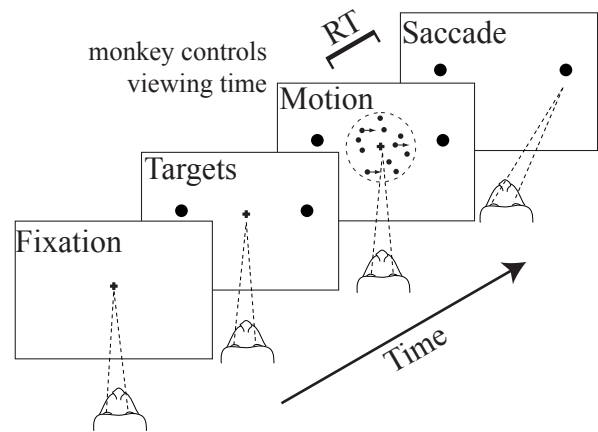 RT
Saccade
monkey controls
viewing time
Motion
Targets
Fixation
Time